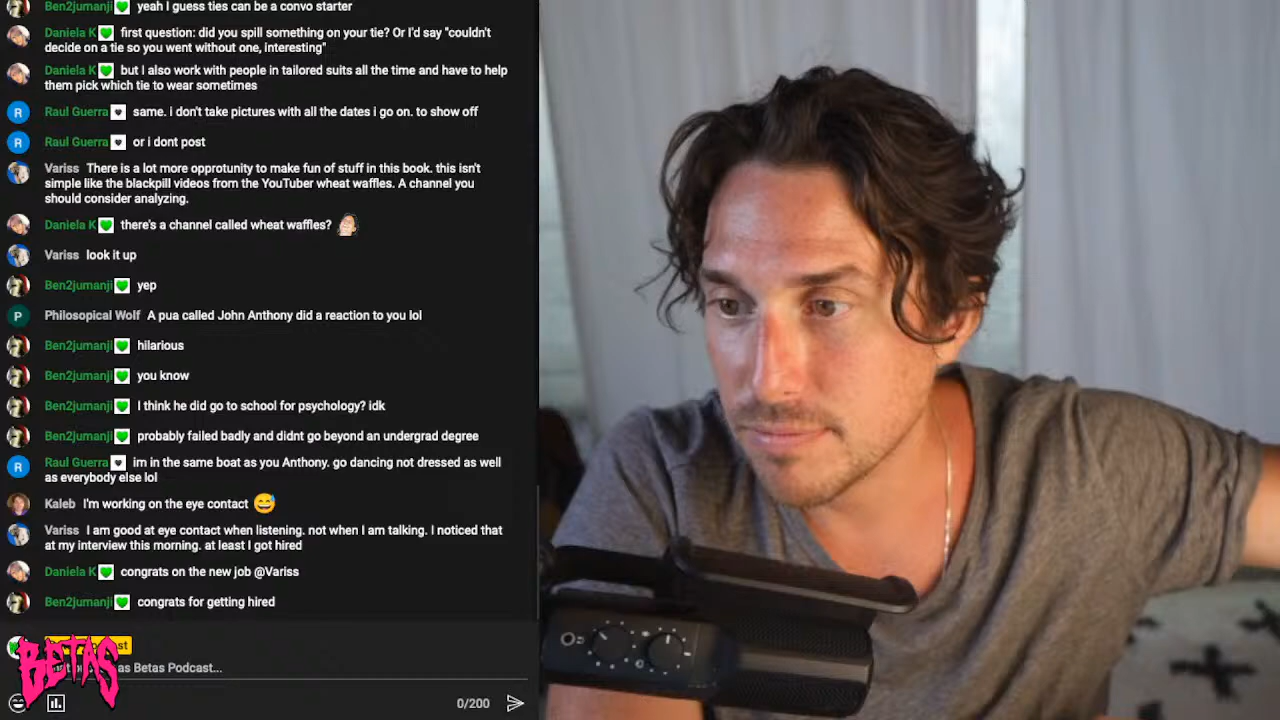 Ben2jumanji yeah I guess ties can be a convo starter
Daniela K first question: did you spill something on your tie? Or I'd say "couldn't
decide on a tie so you went without one, interesting"
Daniela K but I also work with people in tailored suits all the time and have to help
them pick which tie to wear sometimes
R Raul Guerra same. i don't take pictures with all the dates i go on. to show off
R Raul Guerra or i dont post
Variss There is a lot more opprotunity to make fun of stuff in this book. this isn't
simple like the blackpill videos from the YouTuber wheat waffles. A channel you
should consider analyzing.
Daniela K there's a channel called wheat waffles?
Variss look it up
Ben2jumanji yep
P Philosopical Wolf A pua called John Anthony did a reaction to you lol
Ben2jumanji hilarious
Ben2jumanji you know
Ben2jumanji I think he did go to school for psychology? idk
Ben2jumanji probably failed badly and didnt go beyond an undergrad degree
R Raul Guerra im in the same boat as you Anthony. go dancing not dressed as well
as everybody else lol
Kaleb I'm working on the eye contact 😅
Variss I am good at eye contact when listening. not when I am talking. I noticed that
at my interview this morning. at least I got hired
Daniela K congrats on the new job @Variss
Ben2jumanji congrats for getting hired
BETAS
as Betas Podcast...
0/200